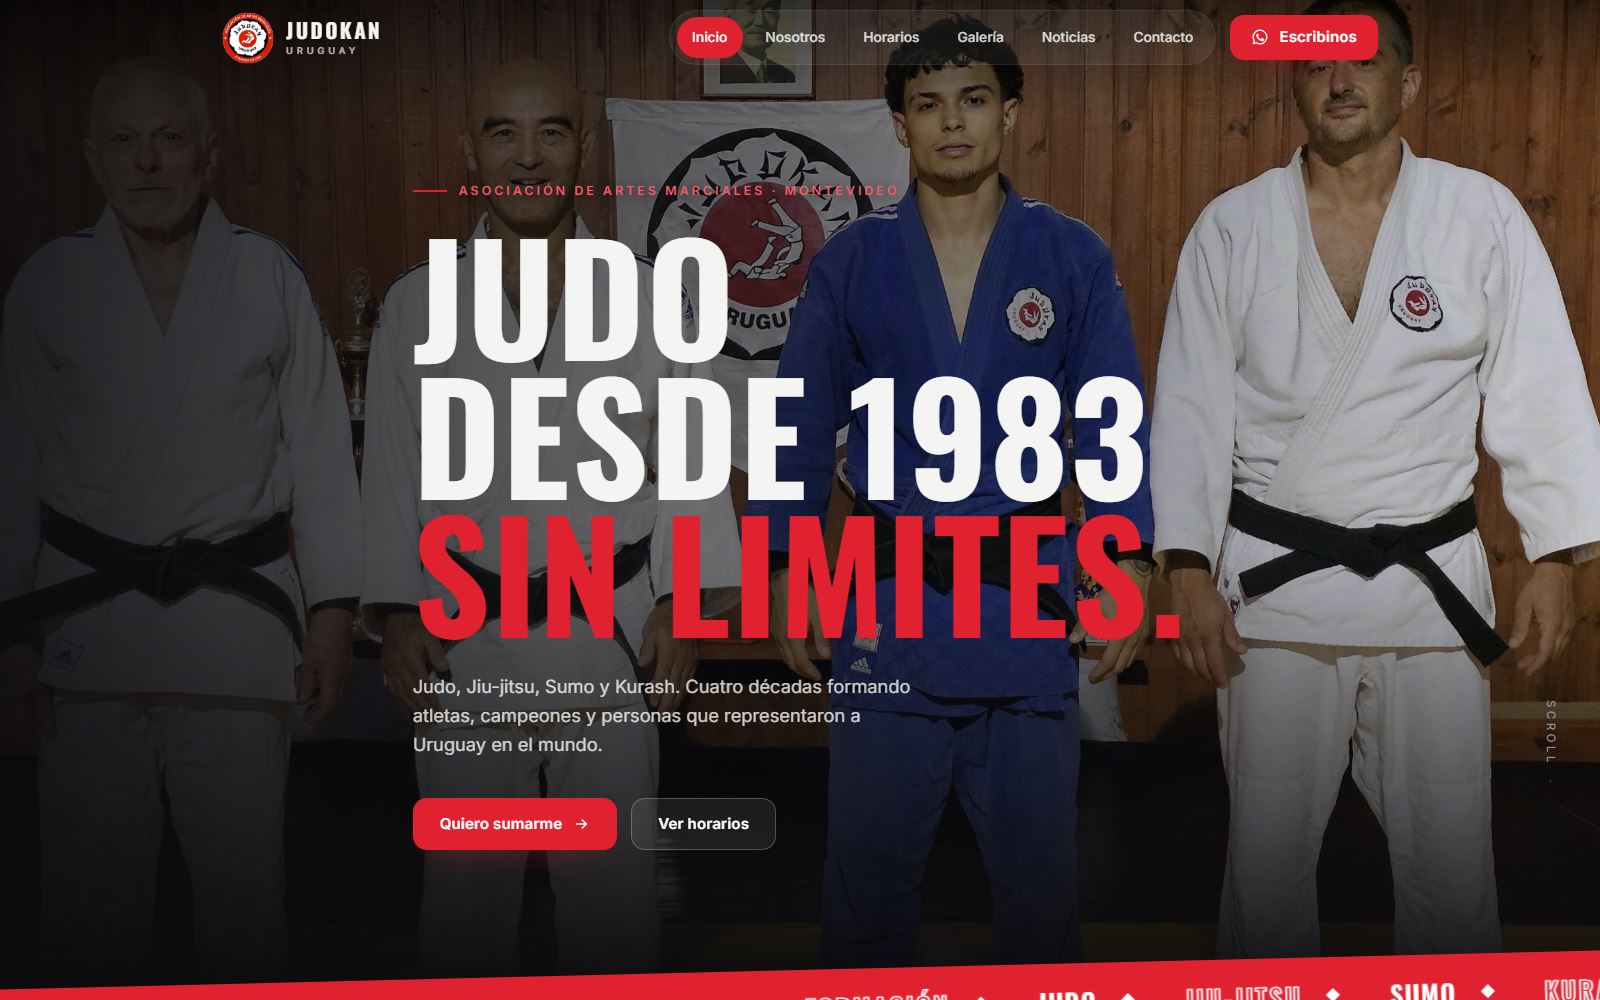 JUDOKAN
URUGUAY
Inicio
Nosotros
Horarios
Galería
Noticias
Contacto
Escribinos
ASOCIACIÓN DE ARTES MARCIALES · MONTEVIDEO
JUDO
DESDE 1983
SIN LIMITES.
Judo, Jiu-jitsu, Sumo y Kurash. Cuatro décadas formando
atletas, campeones y personas que representaron a
Uruguay en el mundo.
Quiero sumarme →
Ver horarios
SCROLL
FORMACIÓN ◆ JUDO ◆ JIU-JITSU ◆ SUMO ◆ KURA